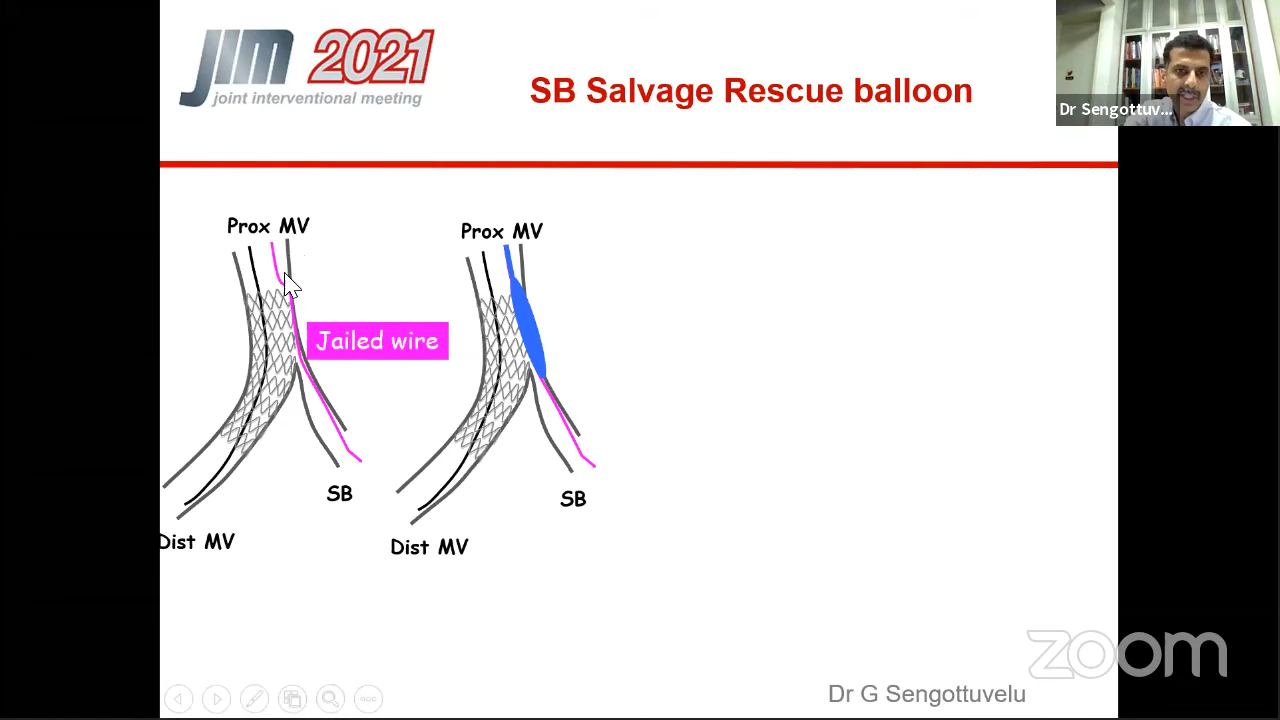 JIM 2021
joint interventional meeting
SB Salvage Rescue balloon
Dr Sengottuv...
Prox MV
Prox MV
Jailed wire
SB
SB
Dist MV
Dist MV
zoom
Dr G Sengottuvelu